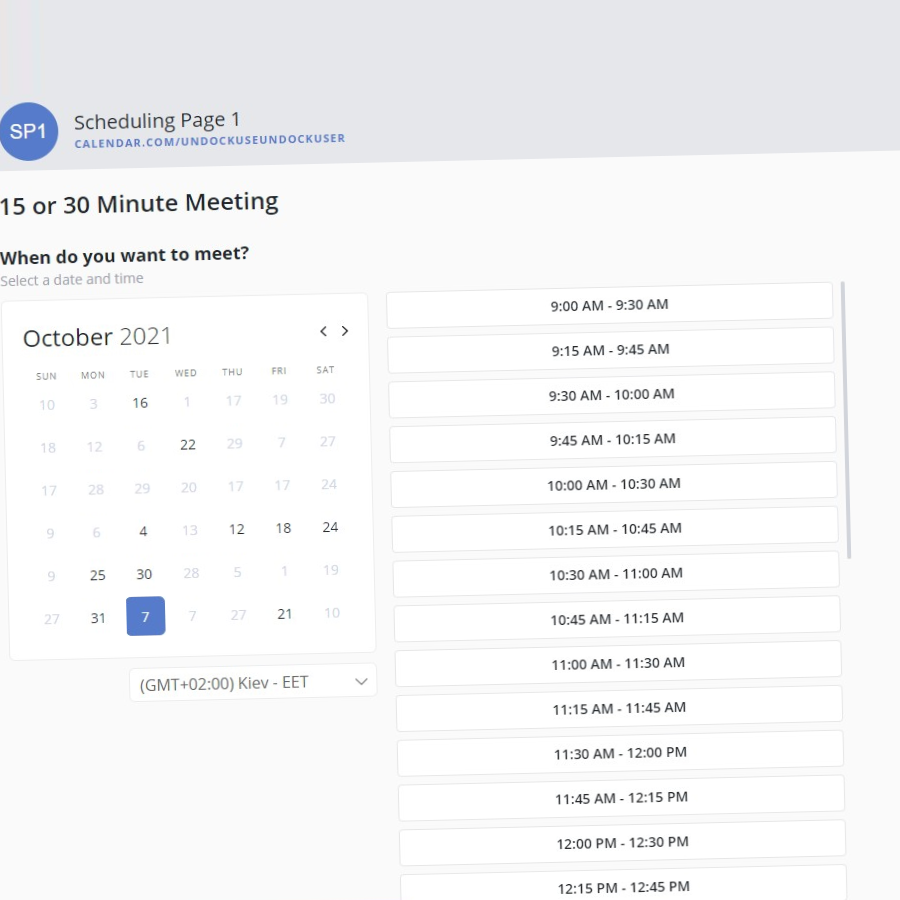 SP1
Scheduling Page 1
CALENDAR.COM/UNDOCKUSEUNDOCKUSER
15 or 30 Minute Meeting
When do you want to meet?
Select a date and time
October 2021
SUN MON TUE WED THU FRI SAT
10 3 16 1 17 19 30
18 12 6 22 29 7 27
17 28 29 20 17 17 24
9 6 4 13 12 18 24
9 25 30 28 5 1 19
27 31 7 7 27 21 10
(GMT+02:00) Kiev - EET
9:00 AM - 9:30 AM
9:15 AM - 9:45 AM
9:30 AM - 10:00 AM
9:45 AM - 10:15 AM
10:00 AM - 10:30 AM
10:15 AM - 10:45 AM
10:30 AM - 11:00 AM
10:45 AM - 11:15 AM
11:00 AM - 11:30 AM
11:15 AM - 11:45 AM
11:30 AM - 12:00 PM
11:45 AM - 12:15 PM
12:00 PM - 12:30 PM
12:15 PM - 12:45 PM